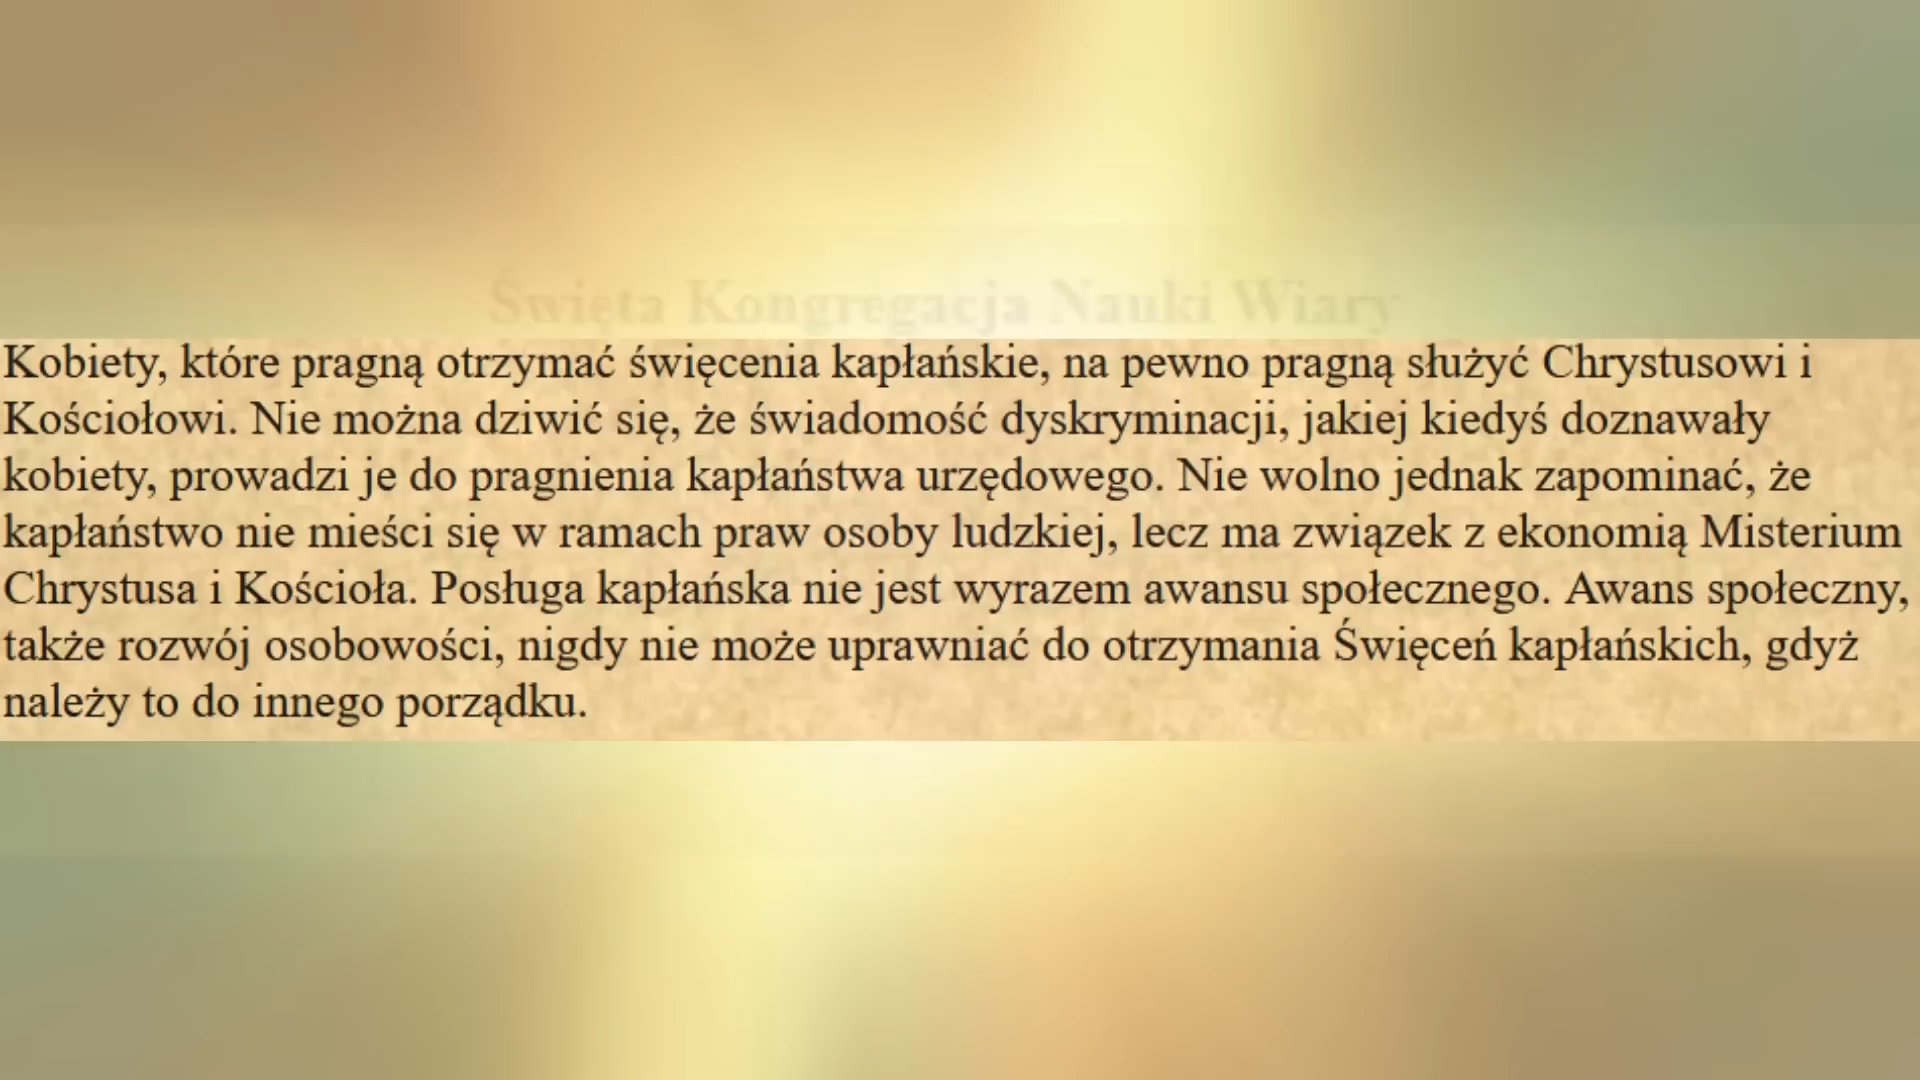 Święta Kongregacja Nauki Wiary
Kobiety, które pragną otrzymać święcenia kapłańskie, na pewno pragną służyć Chrystusowi i
Kościołowi. Nie można dziwić się, że świadomość dyskryminacji, jakiej kiedyś doznawały
kobiety, prowadzi je do pragnienia kapłaństwa urzędowego. Nie wolno jednak zapominać, że
kapłaństwo nie mieści się w ramach praw osoby ludzkiej, lecz ma związek z ekonomią Misterium
Chrystusa i Kościoła. Posługa kapłańska nie jest wyrazem awansu społecznego. Awans społeczny,
także rozwój osobowości, nigdy nie może uprawniać do otrzymania Święceń kapłańskich, gdyż
należy to do innego porządku.